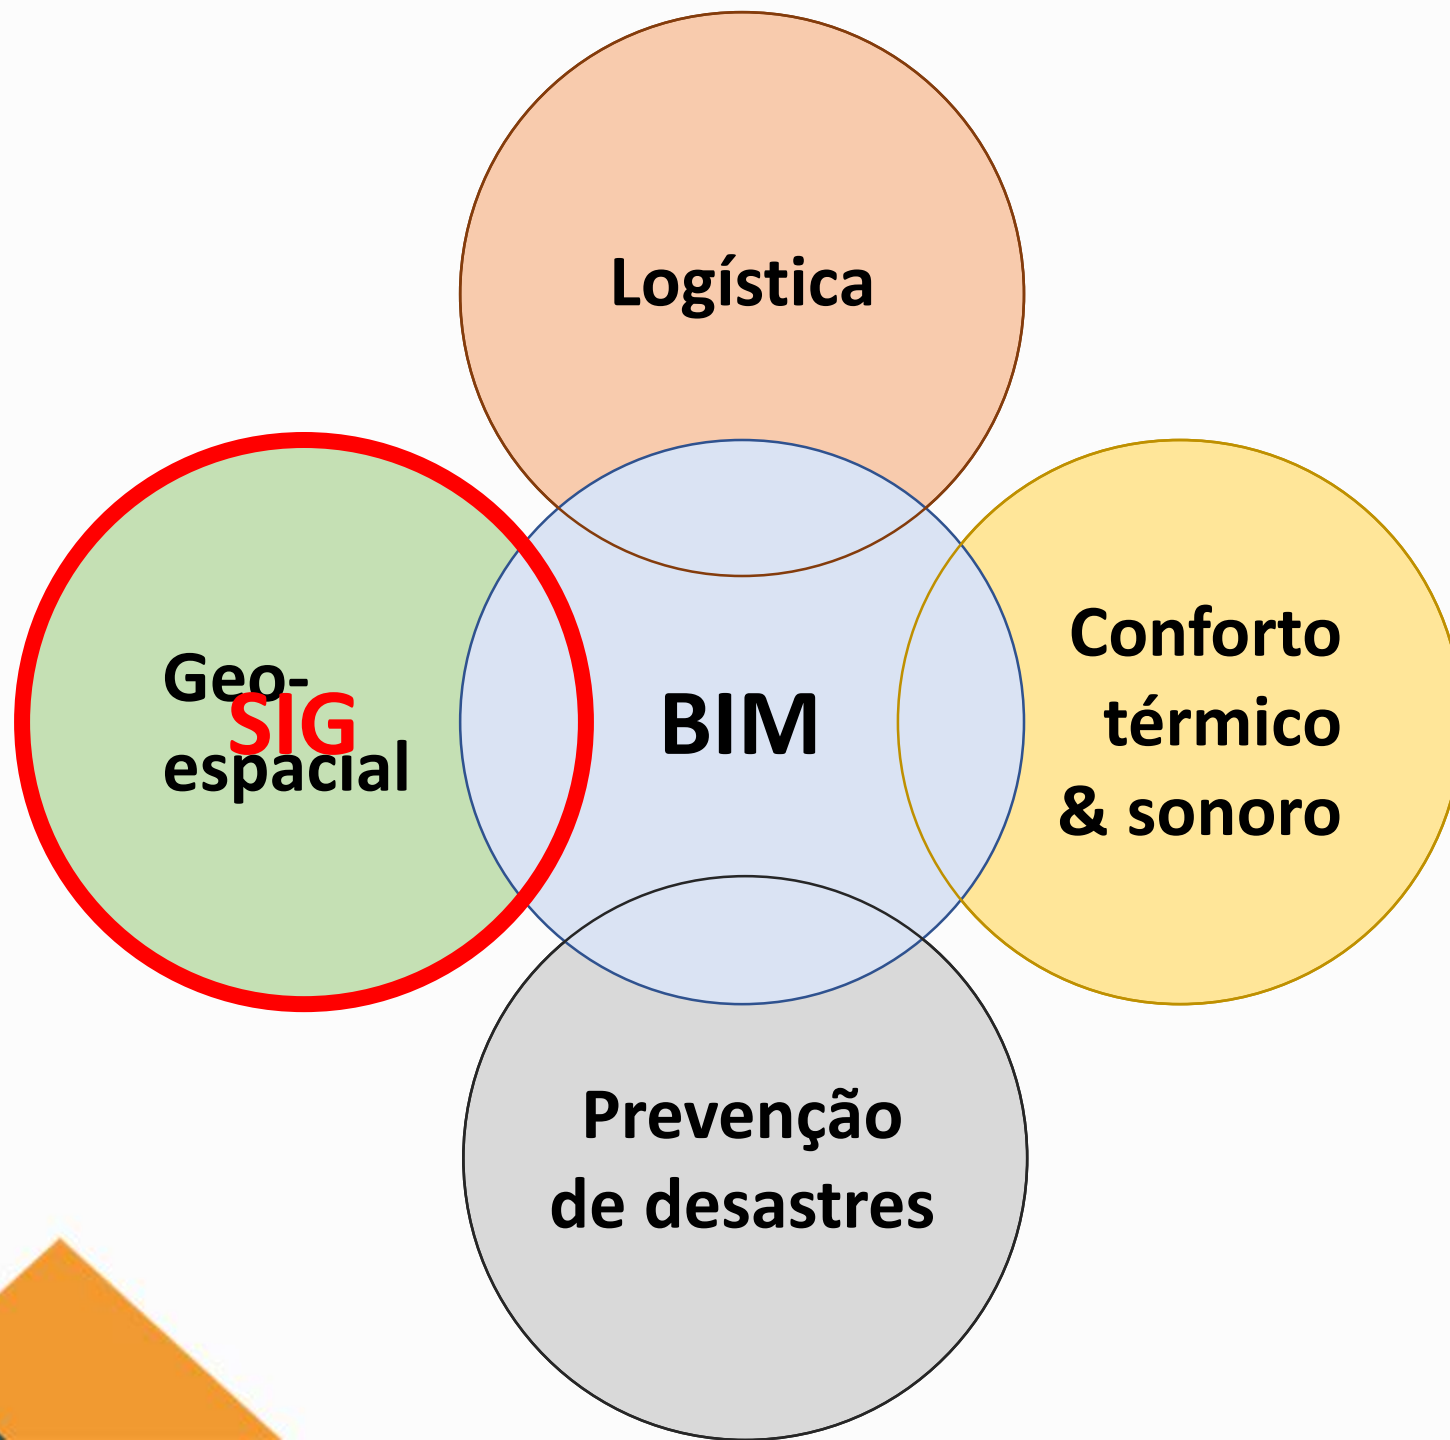 Logística
Geo-
SIG
espacial
BIM
Conforto
térmico
& sonoro
Prevenção
de desastres